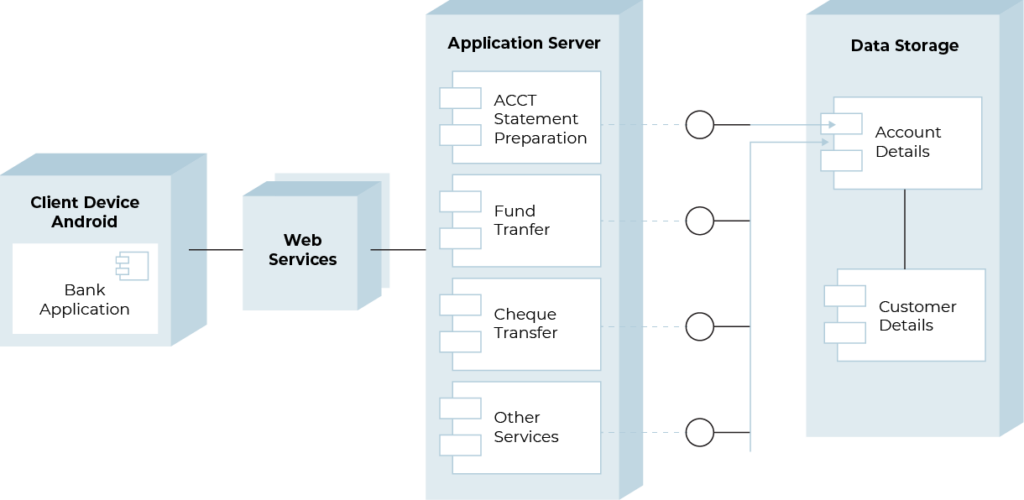 Client Device
Android
Bank
Application
Web
Services
Application Server
ACCT
Statement
Preparation
Fund
Tranfer
Cheque
Transfer
Other
Services
Data Storage
Account
Details
Customer
Details